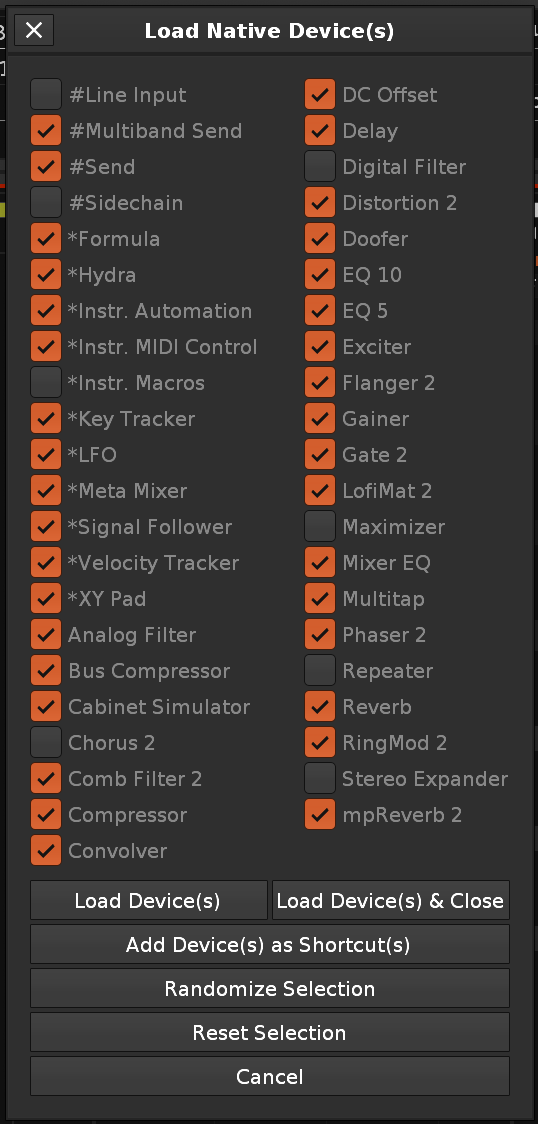 Load Native Device(s)
#Line Input
#Multiband Send
#Send
#Sidechain
*Formula
*Hydra
*Instr. Automation
*Instr. MIDI Control
*Instr. Macros
*Key Tracker
*LFO
*Meta Mixer
*Signal Follower
*Velocity Tracker
*XY Pad
Analog Filter
Bus Compressor
Cabinet Simulator
Chorus 2
Comb Filter 2
Compressor
Convolver
DC Offset
Delay
Digital Filter
Distortion 2
Doofer
EQ 10
EQ 5
Exciter
Flanger 2
Gainer
Gate 2
LofiMat 2
Maximizer
Mixer EQ
Multitap
Phaser 2
Repeater
Reverb
RingMod 2
Stereo Expander
mpReverb 2
Load Device(s)
Load Device(s) & Close
Add Device(s) as Shortcut(s)
Randomize Selection
Reset Selection
Cancel